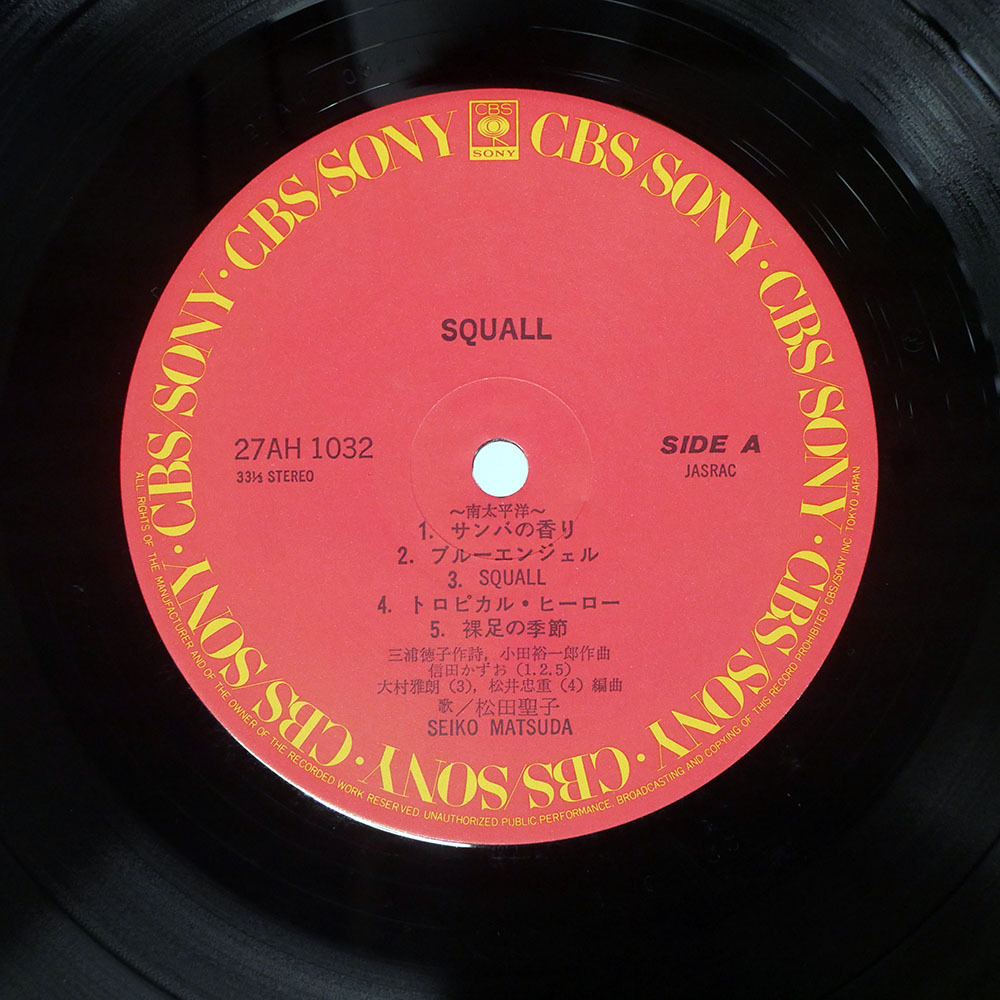 CBS
SONY
CBS/SONY · CBS/SONY · CBS/SONY · CBS/SONY · CBS/SONY · CBS/SONY · CBS/SONY · CBS/SONY
SQUALL
27AH 1032
33⅓ STEREO
SIDE A
JASRAC
～南太平洋～
1. サンバの香り
2. ブルーエンジェル
3. SQUALL
4. トロピカル・ヒーロー
5. 裸足の季節
三浦徳子作詩, 小田裕一郎作曲
信田かずお (1.2.5)
大村雅朗 (3), 松井忠重 (4) 編曲
歌／松田聖子
SEIKO MATSUDA
ALL RIGHTS OF THE MANUFACTURER AND OF THE OWNER OF THE RECORDED WORK RESERVED. UNAUTHORIZED PUBLIC PERFORMANCE, BROADCASTING AND COPYING OF THIS RECORD PROHIBITED. CBS/SONY INC. TOKYO JAPAN